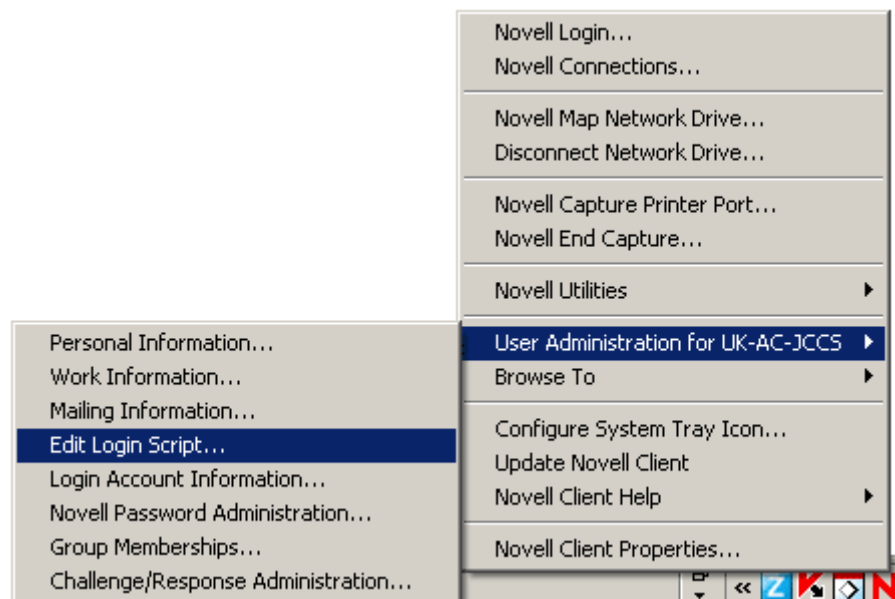 Novell Login...
Novell Connections...
Novell Map Network Drive...
Disconnect Network Drive...
Novell Capture Printer Port...
Novell End Capture...
Novell Utilities
User Administration for UK-AC-JCCS
Browse To
Configure System Tray Icon...
Update Novell Client
Novell Client Help
Novell Client Properties...
Personal Information...
Work Information...
Mailing Information...
Edit Login Script...
Login Account Information...
Novell Password Administration...
Group Memberships...
Challenge/Response Administration...
« Z K N